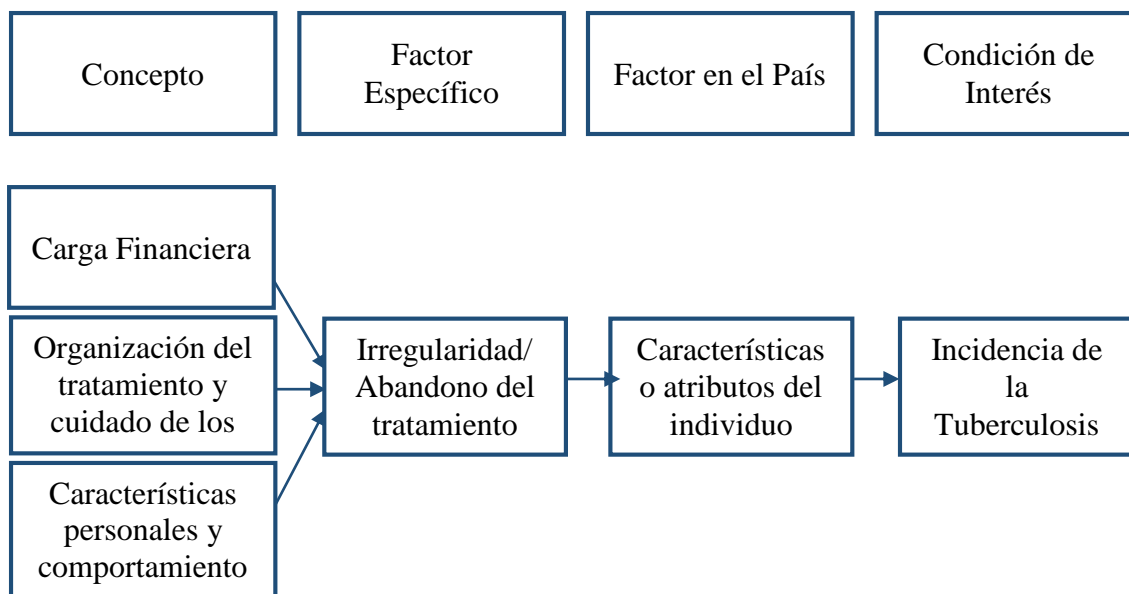 Concepto
Factor
Específico
Factor en el País
Condición de
Interés
Carga Financiera
Organización del
tratamiento y
cuidado de los
Características
personales y
comportamiento
Irregularidad/
Abandono del
tratamiento
Características
o atributos del
individuo
Incidencia de
la
Tuberculosis